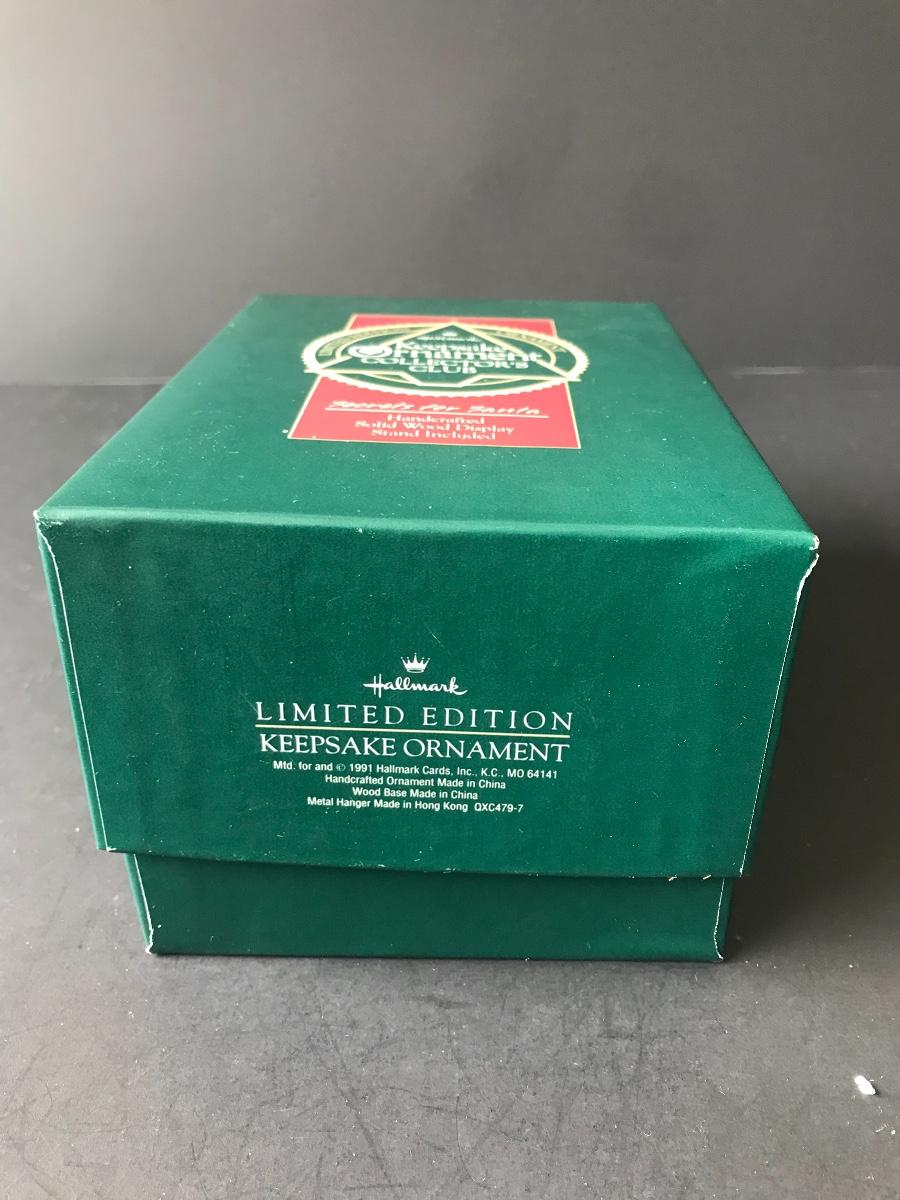 Hallmark
Keepsake
Ornament
COLLECTOR'S
CLUB
Secrets for Santa
Handcrafted
Solid Wood Display
Stand Included
Hallmark
LIMITED EDITION
KEEPSAKE ORNAMENT
Mfd. for and © 1991 Hallmark Cards, Inc., K.C., MO 64141
Handcrafted Ornament Made in China
Wood Base Made in China
Metal Hanger Made in Hong Kong QXC479-7